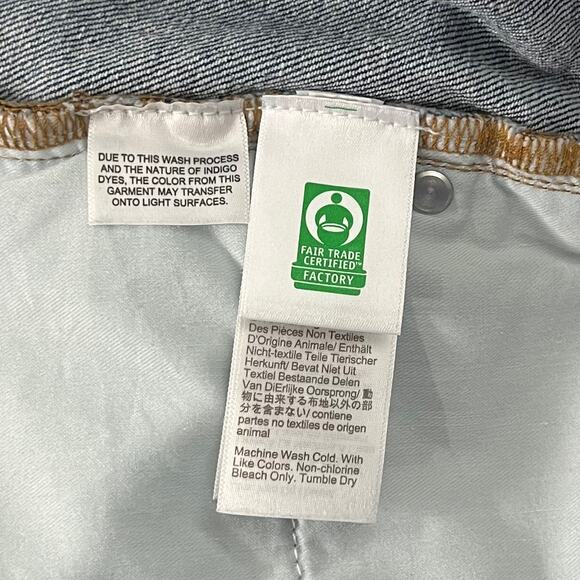 DUE TO THIS WASH PROCESS
AND THE NATURE OF INDIGO
DYES, THE COLOR FROM THIS
GARMENT MAY TRANSFER
ONTO LIGHT SURFACES.
FAIR TRADE
CERTIFIED™
FACTORY
Des Pièces Non Textiles
D'Origine Animale/ Enthält
Nicht-textile Teile Tierischer
Herkunft/ Bevat Niet Uit
Textiel Bestaande Delen
Van DiErlijke Oorsprong/ 動
物に由来する布地以外の部
分を含まない/ contiene
partes no textiles de origen
animal
Machine Wash Cold. With
Like Colors. Non-chlorine
Bleach Only. Tumble Dry